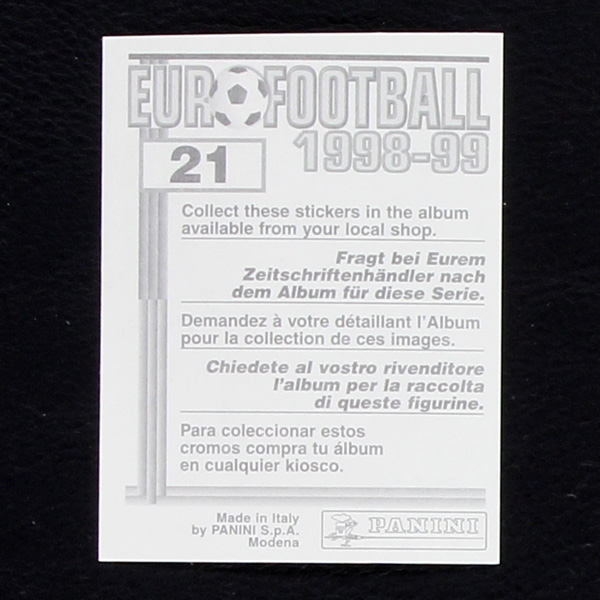 EUROFOOTBALL
1998-99
21
Collect these stickers in the album
available from your local shop.
Fragt bei Eurem
Zeitschriftenhändler nach
dem Album für diese Serie.
Demandez à votre détaillant l'Album
pour la collection de ces images.
Chiedete al vostro rivenditore
l'album per la raccolta
di queste figurine.
Para coleccionar estos
cromos compra tu álbum
en cualquier kiosco.
Made in Italy
by PANINI S.p.A.
Modena
PANINI